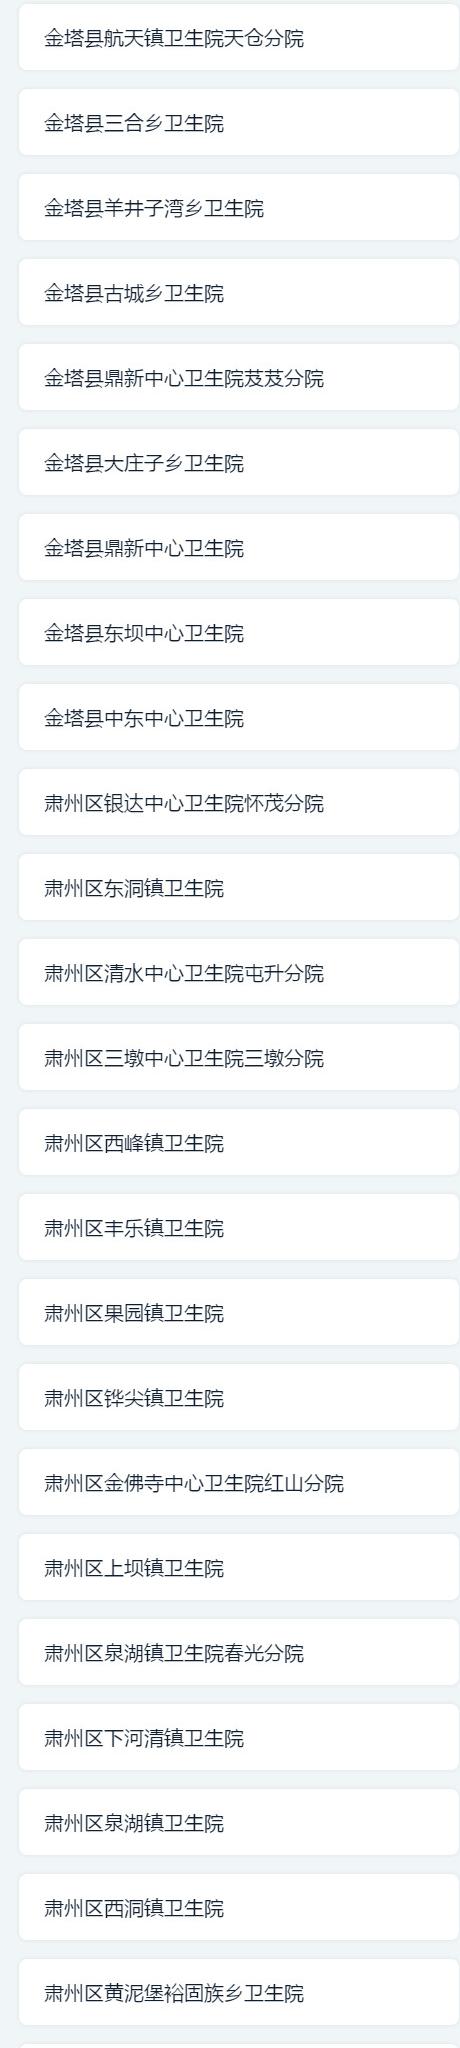 金塔县航天镇卫生院天仓分院
金塔县三合乡卫生院
金塔县羊井子湾乡卫生院
金塔县古城乡卫生院
金塔县鼎新中心卫生院芨芨分院
金塔县大庄子乡卫生院
金塔县鼎新中心卫生院
金塔县东坝中心卫生院
金塔县中东中心卫生院
肃州区银达中心卫生院怀茂分院
肃州区东洞镇卫生院
肃州区清水中心卫生院屯升分院
肃州区三墩中心卫生院三墩分院
肃州区西峰镇卫生院
肃州区丰乐镇卫生院
肃州区果园镇卫生院
肃州区铧尖镇卫生院
肃州区金佛寺中心卫生院红山分院
肃州区上坝镇卫生院
肃州区泉湖镇卫生院春光分院
肃州区下河清镇卫生院
肃州区泉湖镇卫生院
肃州区西洞镇卫生院
肃州区黄泥堡裕固族乡卫生院